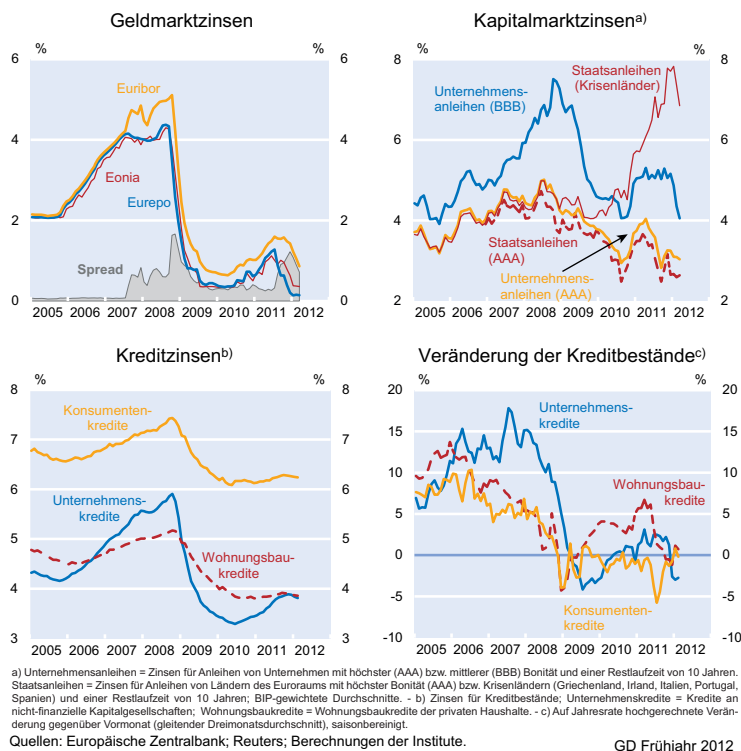 Geldmarktzinsen
% %
6 6
Euribor
4 4
Eonia
Eurepo
2 2
Spread
0 0
2005 2006 2007 2008 2009 2010 2011 2012
Kapitalmarktzinsena)
% %
8 8
Staatsanleihen
(Krisenländer)
Unternehmens-
anleihen (BBB)
6 6
4 4
Staatsanleihen
(AAA)
Unternehmens-
anleihen (AAA)
2 2
2005 2006 2007 2008 2009 2010 2011 2012
Kreditzinsenb)
% %
8 8
Konsumenten-
kredite
7 7
6 6
Unternehmens-
kredite
5 5
Wohnungsbau-
kredite
4 4
3 3
2005 2006 2007 2008 2009 2010 2011 2012
Veränderung der Kreditbeständec)
% %
20 20
Unternehmens-
kredite
15 15
10 10
Wohnungsbau-
kredite
5 5
0 0
-5 -5
Konsumenten-
kredite
-10 -10
2005 2006 2007 2008 2009 2010 2011 2012
a) Unternehmensanleihen = Zinsen für Anleihen von Unternehmen mit höchster (AAA) bzw. mittlerer (BBB) Bonität und einer Restlaufzeit von 10 Jahren.
Staatsanleihen = Zinsen für Anleihen von Ländern des Euroraums mit höchster Bonität (AAA) bzw. Krisenländern (Griechenland, Irland, Italien, Portugal,
Spanien) und einer Restlaufzeit von 10 Jahren; BIP-gewichtete Durchschnitte. - b) Zinsen für Kreditbestände; Unternehmenskredite = Kredite an
nicht-finanzielle Kapitalgesellschaften; Wohnungsbaukredite = Wohnungsbaukredite der privaten Haushalte. - c) Auf Jahresrate hochgerechnete Verän-
derung gegenüber Vormonat (gleitender Dreimonatsdurchschnitt), saisonbereinigt.
Quellen: Europäische Zentralbank; Reuters; Berechnungen der Institute.
GD Frühjahr 2012